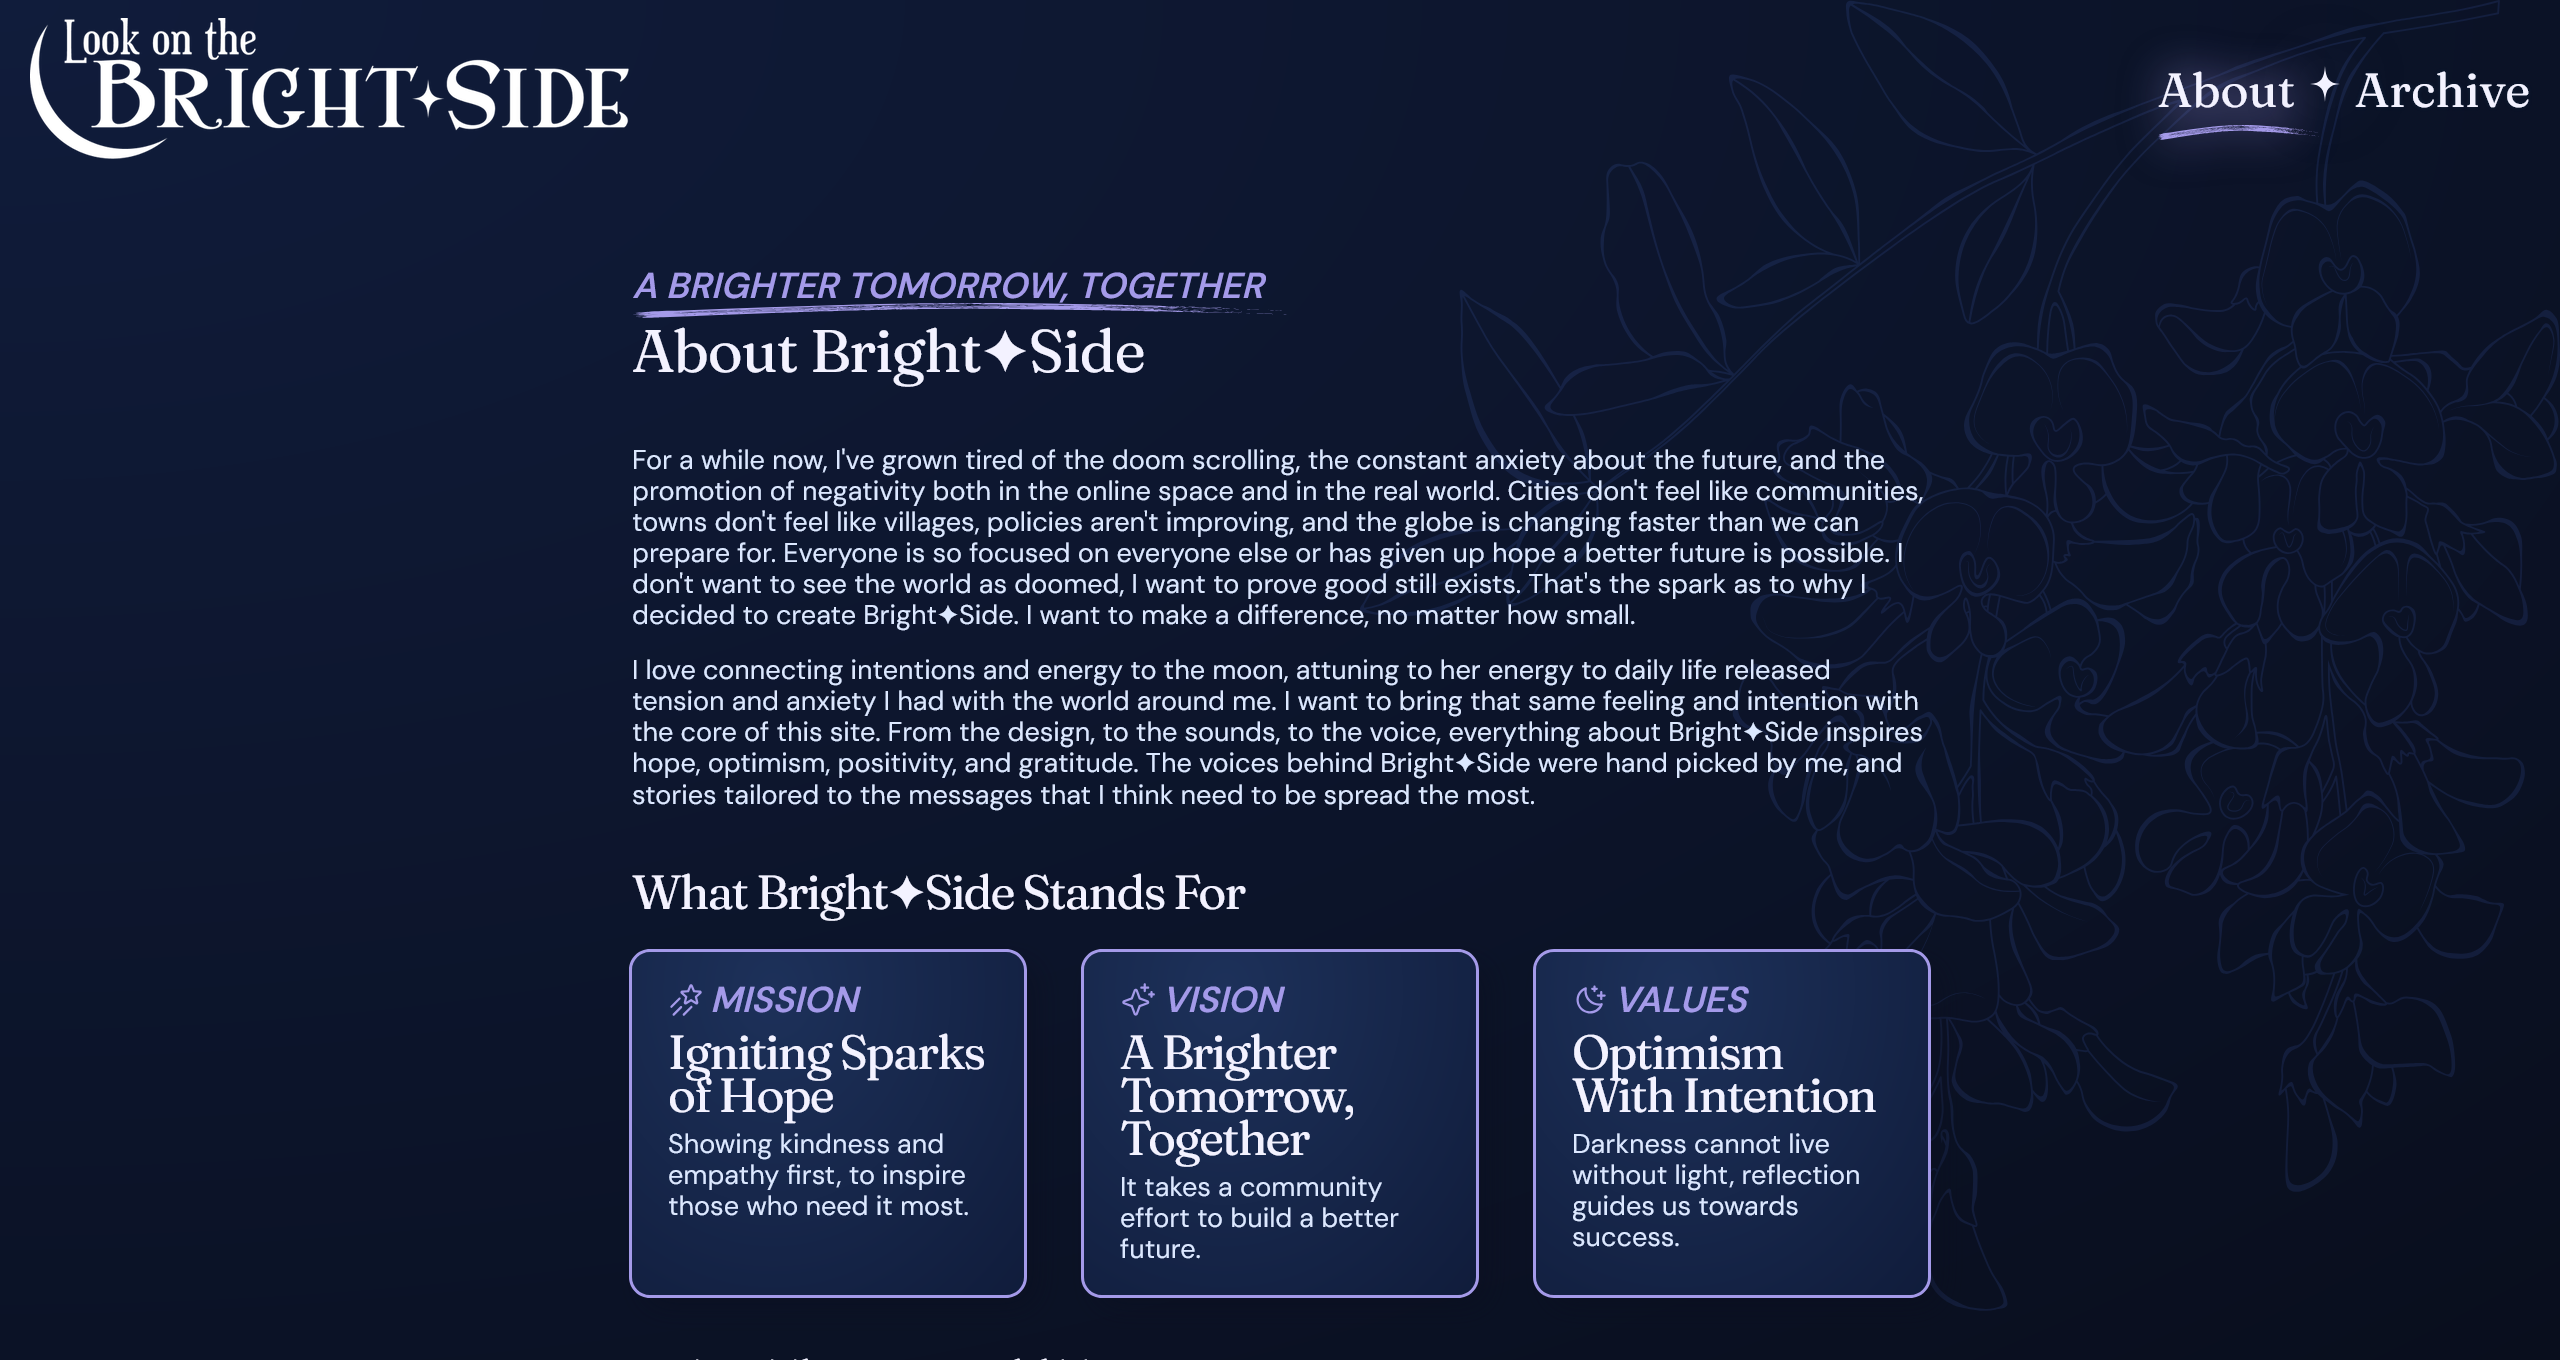 Look on the
BRIGHT✦SIDE
About ✦ Archive
A BRIGHTER TOMORROW, TOGETHER
About Bright✦Side
For a while now, I've grown tired of the doom scrolling, the constant anxiety about the future, and the
promotion of negativity both in the online space and in the real world. Cities don't feel like communities,
towns don't feel like villages, policies aren't improving, and the globe is changing faster than we can
prepare for. Everyone is so focused on everyone else or has given up hope a better future is possible. I
don't want to see the world as doomed, I want to prove good still exists. That's the spark as to why I
decided to create Bright✦Side. I want to make a difference, no matter how small.
I love connecting intentions and energy to the moon, attuning to her energy to daily life released
tension and anxiety I had with the world around me. I want to bring that same feeling and intention with
the core of this site. From the design, to the sounds, to the voice, everything about Bright✦Side inspires
hope, optimism, positivity, and gratitude. The voices behind Bright✦Side were hand picked by me, and
stories tailored to the messages that I think need to be spread the most.
What Bright✦Side Stands For
MISSION
Igniting Sparks
of Hope
Showing kindness and
empathy first, to inspire
those who need it most.
VISION
A Brighter
Tomorrow,
Together
It takes a community
effort to build a better
future.
VALUES
Optimism
With Intention
Darkness cannot live
without light, reflection
guides us towards
success.